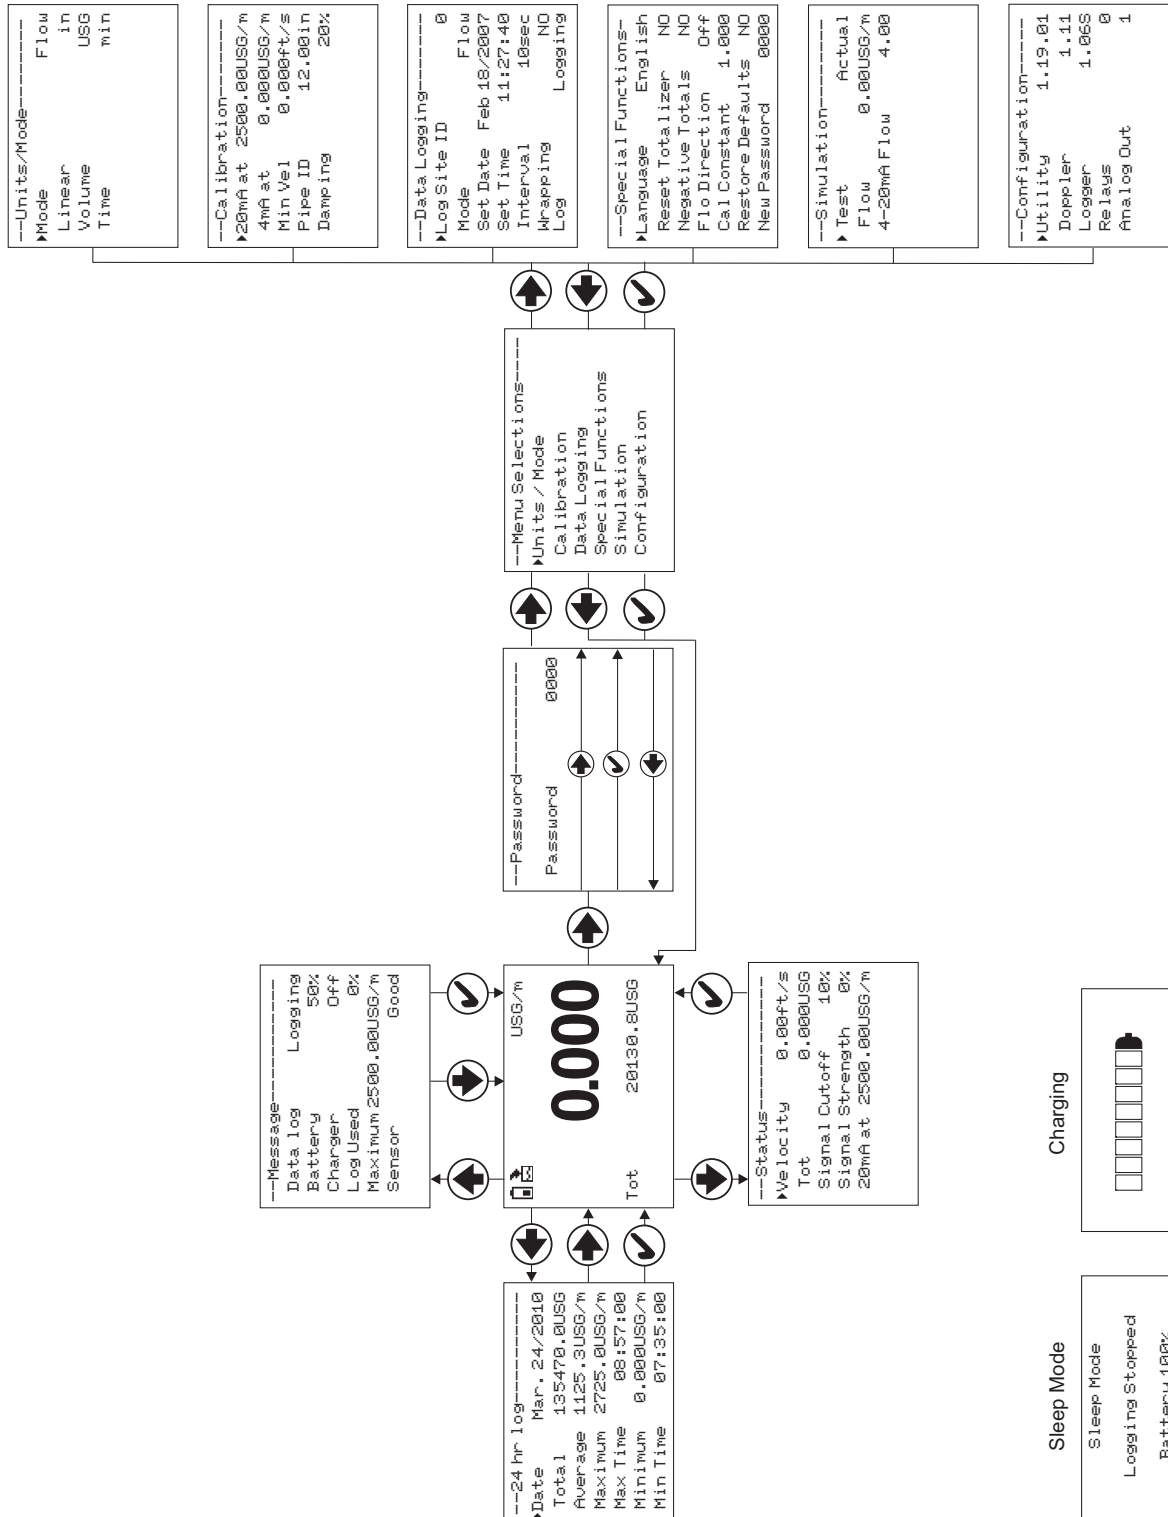 --24 hr log----------
▶Date Mar. 24/2010
Total 135470.0USG
Average 1125.3USG/m
Maximum 2725.0USG/m
Max Time 08:57:00
Minimum 0.000USG/m
Min Time 07:35:00
--Message------------
Data log Logging
Battery 50%
Charger Off
Log Used 0%
Maximum 2500.00USG/m
Sensor Good
USG/m
0.000
Tot 20130.8USG
--Status-------------
▶Velocity 0.00ft/s
Tot 0.000USG
Signal Cutoff 10%
Signal Strength 0%
20mA at 2500.00USG/m
--Password-----------
Password 0000
--Menu Selections----
▶Units / Mode
Calibration
Data Logging
Special Functions
Simulation
Configuration
--Units/Mode---------
▶Mode Flow
Linear in
Volume USG
Time min
--Calibration--------
▶20mA at 2500.00USG/m
4mA at 0.000USG/m
Min Vel 0.000ft/s
Pipe ID 12.00in
Damping 20%
--Data Logging-------
▶Log Site ID 0
Mode Flow
Set Date Feb 18/2007
Set Time 11:27:40
Interval 10sec
Wrapping NO
Log Logging
--Special Functions-
▶Language English
Reset Totalizer NO
Negative Totals NO
Flo Direction Off
Cal Constant 1.000
Restore Defaults NO
New Password 0000
--Simulation---------
▶Test Actual
Flow 0.00USG/m
4-20mA Flow 4.00
--Configuration----
▶Utility 1.19.01
Doppler 1.11
Logger 1.06S
Relays 0
Analog Out 1
Sleep Mode
Sleep Mode
Logging Stopped
Battery 100%
Charging